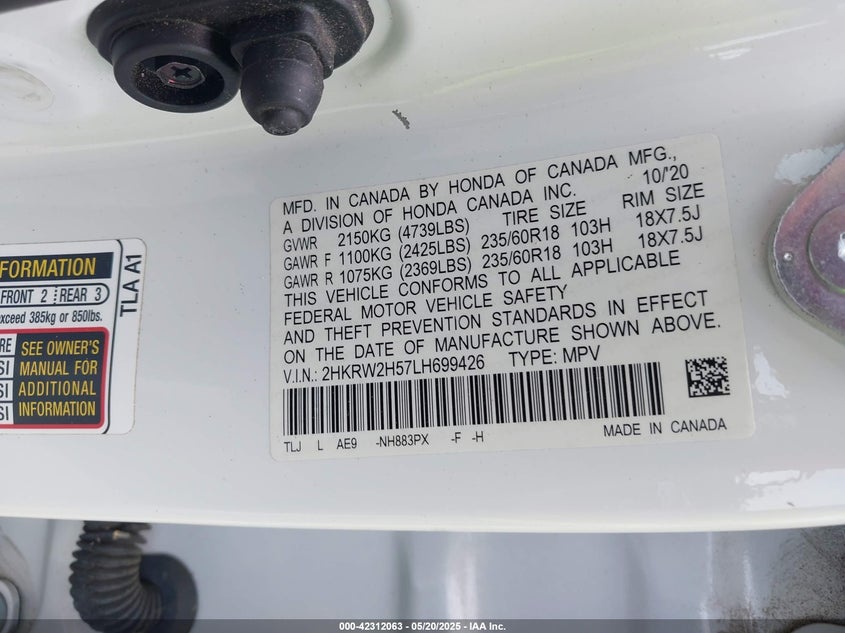 MFD. IN CANADA BY HONDA OF CANADA MFG.,
A DIVISION OF HONDA CANADA INC. 10/'20
GVWR 2150KG (4739LBS) TIRE SIZE RIM SIZE
GAWR F 1100KG (2425LBS) 235/60R18 103H 18X7.5J
GAWR R 1075KG (2369LBS) 235/60R18 103H 18X7.5J
THIS VEHICLE CONFORMS TO ALL APPLICABLE
FEDERAL MOTOR VEHICLE SAFETY
AND THEFT PREVENTION STANDARDS IN EFFECT
ON THE DATE OF MANUFACTURE SHOWN ABOVE.
V.I.N.: 2HKRW2H57LH699426 TYPE: MPV
TLJ L AE9 -NH883PX -F -H MADE IN CANADA
FORMATION
FRONT 2 REAR 3
exceed 385kg or 850lbs.
SEE OWNER'S
MANUAL FOR
ADDITIONAL
INFORMATION
TLA A1
000-42312063 — 05/20/2025 — IAA Inc.